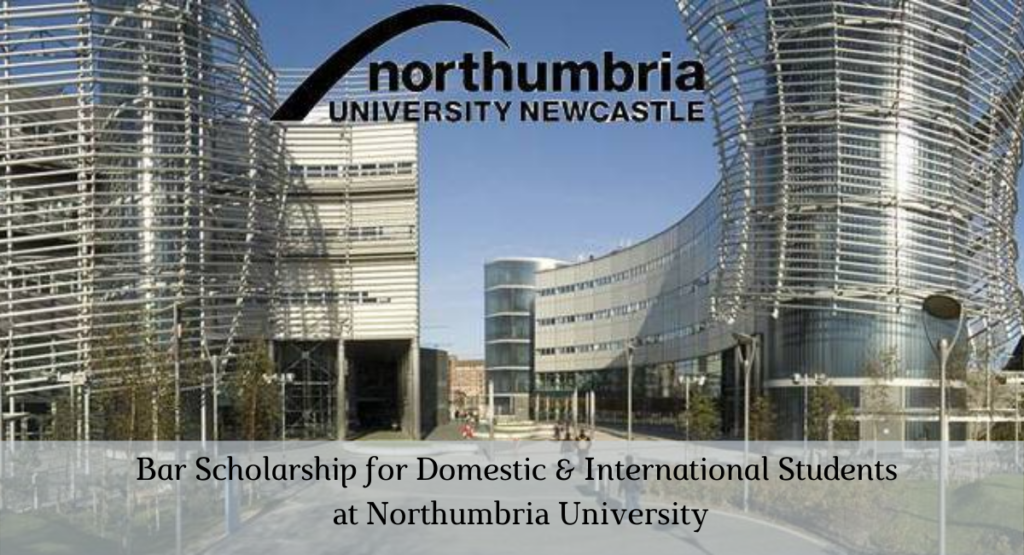 northumbria
UNIVERSITY NEWCASTLE
Bar Scholarship for Domestic & International Students
at Northumbria University